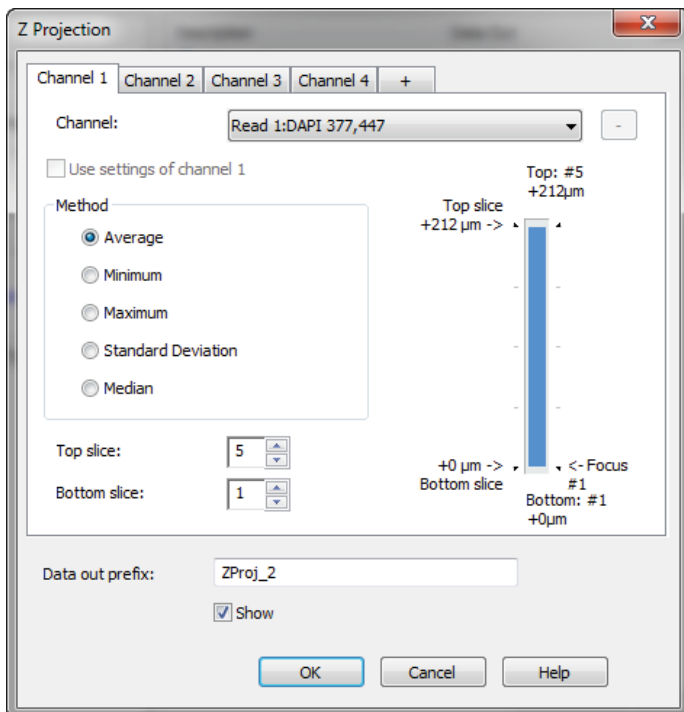 Z Projection
Channel 1 Channel 2 Channel 3 Channel 4 +
Channel: Read 1:DAPI 377,447 -
Use settings of channel 1
Method
Average
Minimum
Maximum
Standard Deviation
Median
Top: #5
+212µm
Top slice
+212 µm ->
Top slice: 5
Bottom slice: 1
+0 µm -> <- Focus
Bottom slice #1
Bottom: #1
+0µm
Data out prefix: ZProj_2
Show
OK Cancel Help